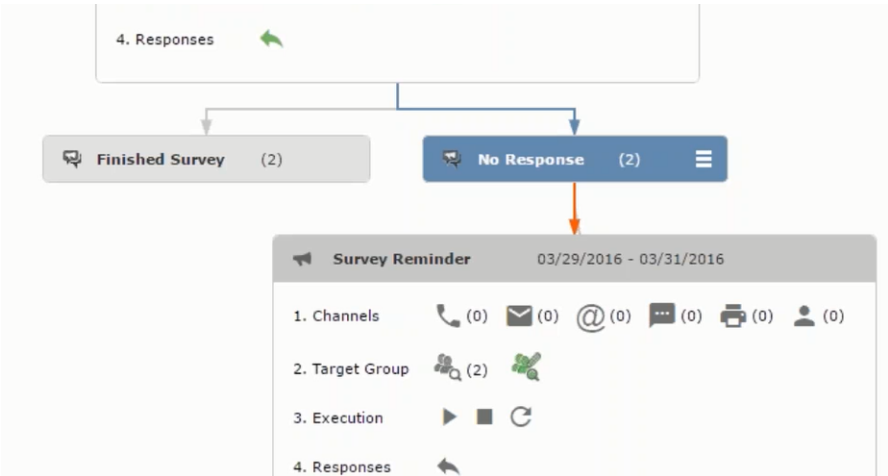 4. Responses
Finished Survey (2)
No Response (2)
Survey Reminder 03/29/2016 - 03/31/2016
1. Channels (0) (0) @ (0) (0) (0) (0)
2. Target Group (2)
3. Execution
4. Responses